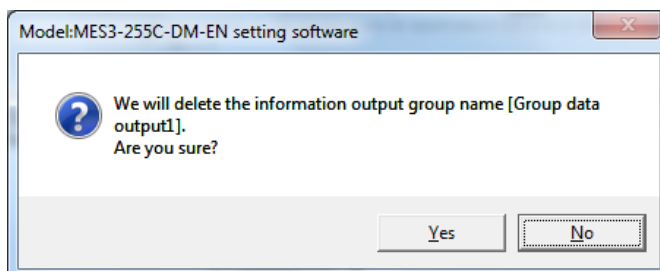 Model:MES3-255C-DM-EN setting software
We will delete the information output group name [Group data
output1].
Are you sure?
Yes
No